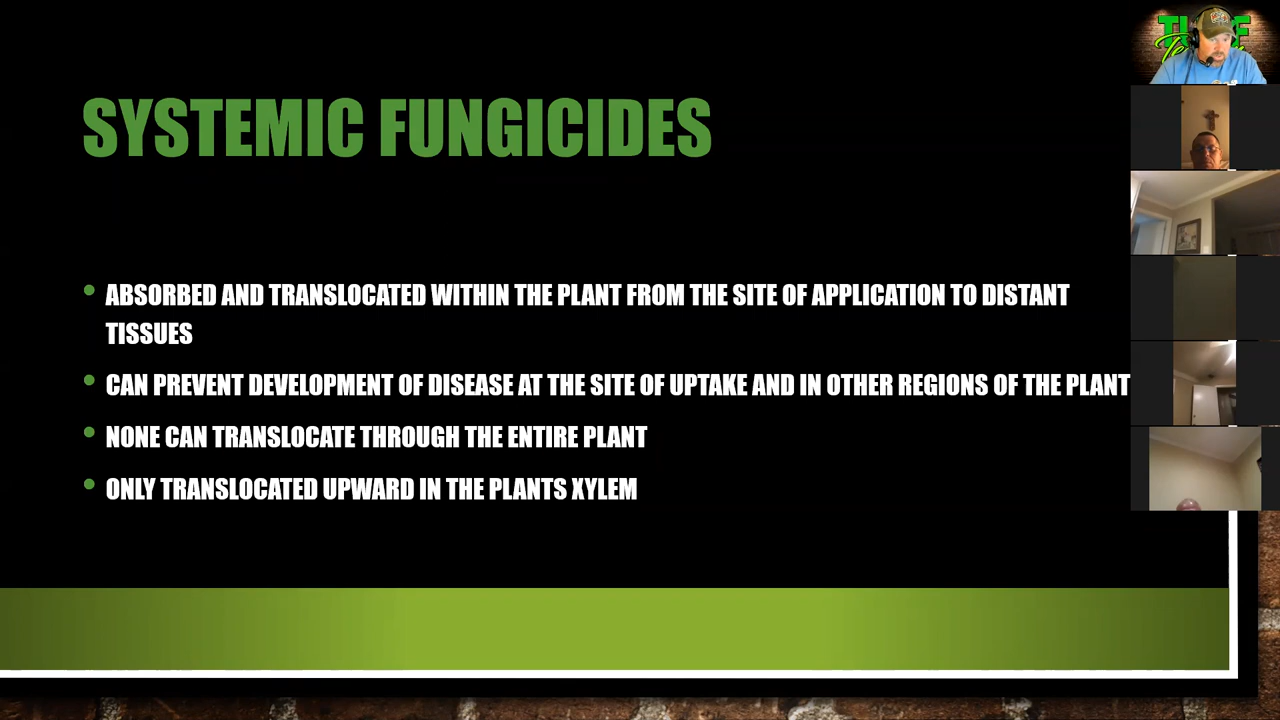 SYSTEMIC FUNGICIDES
• ABSORBED AND TRANSLOCATED WITHIN THE PLANT FROM THE SITE OF APPLICATION TO DISTANT
TISSUES
• CAN PREVENT DEVELOPMENT OF DISEASE AT THE SITE OF UPTAKE AND IN OTHER REGIONS OF THE PLANT
• NONE CAN TRANSLOCATE THROUGH THE ENTIRE PLANT
• ONLY TRANSLOCATED UPWARD IN THE PLANTS XYLEM